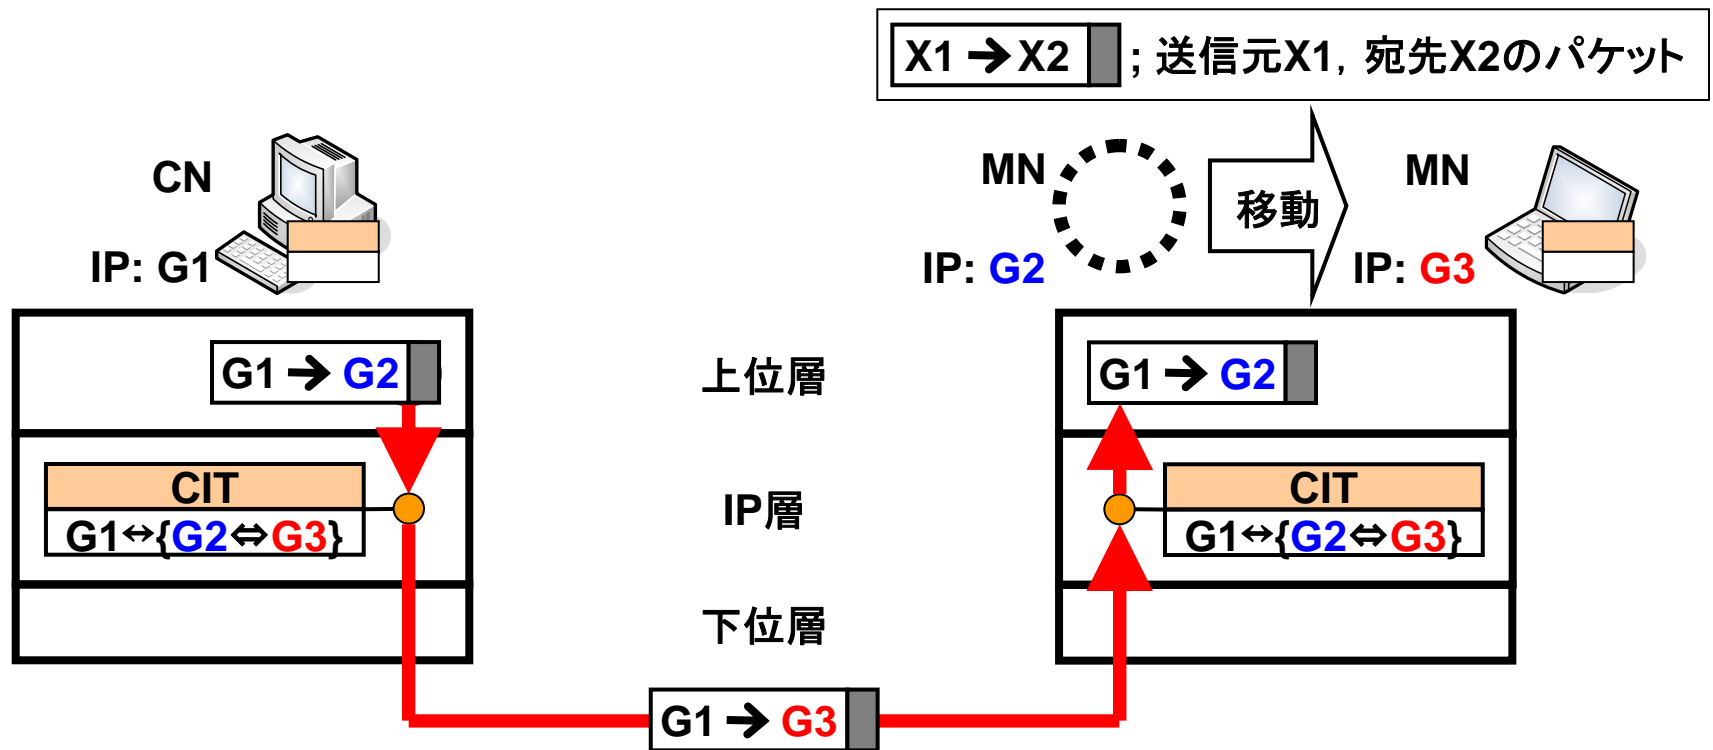 X1 → X2 ; 送信元X1, 宛先X2のパケット
CN
IP: G1
MN
IP: G2
移動
MN
IP: G3
G1 → G2
上位層
G1 → G2
CIT
G1↔{G2⇔G3}
IP層
CIT
G1↔{G2⇔G3}
下位層
G1 → G3